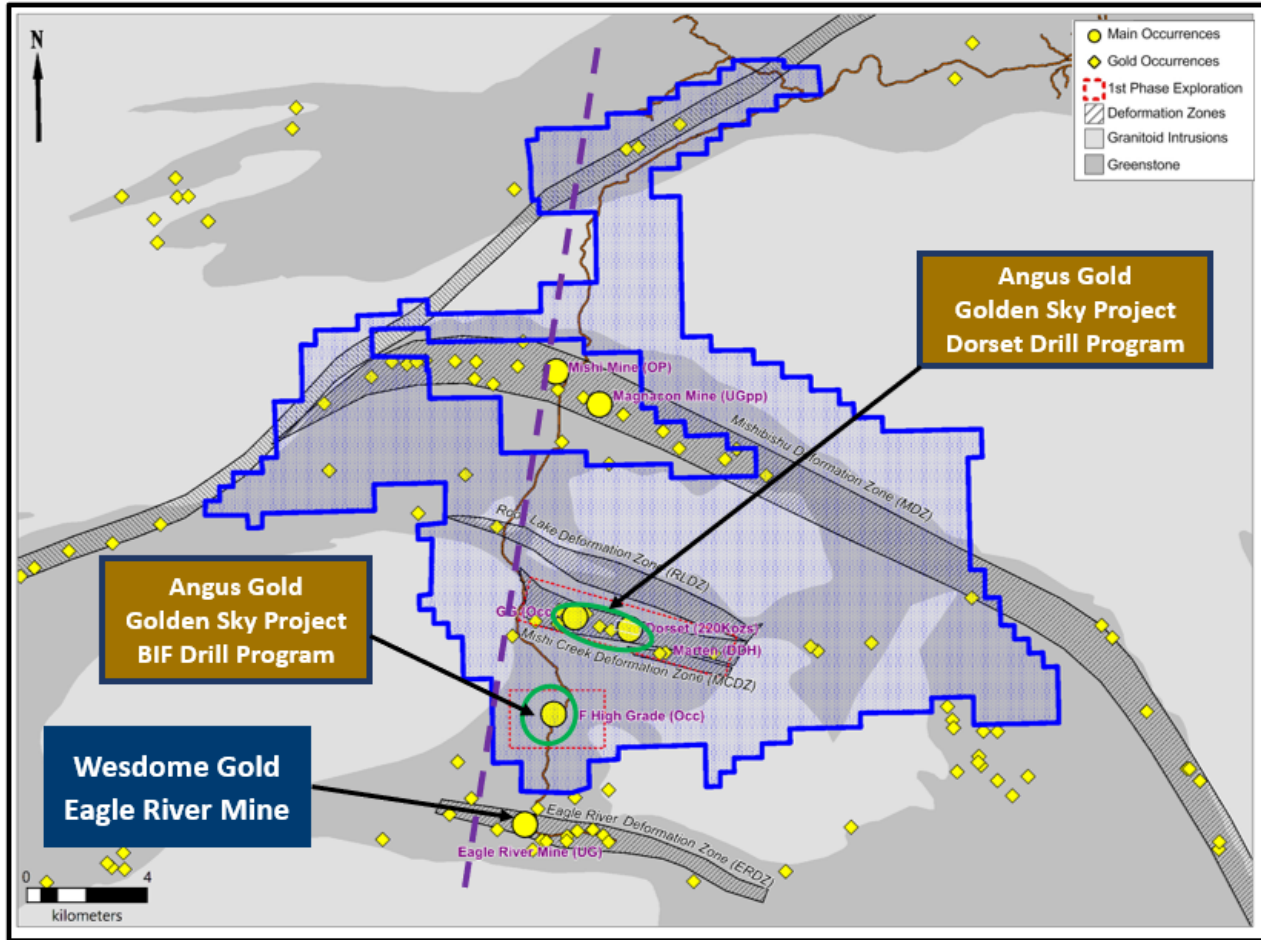 N
Main Occurrences
Gold Occurrences
1st Phase Exploration
Deformation Zones
Granitoid Intrusions
Greenstone
Angus Gold
Golden Sky Project
Dorset Drill Program
Mishi Mine (OP)
Magnacon Mine (UGpp)
Mishibishu Deformation Zone (MDZ)
Lake Deformation Zone (RLDZ)
Angus Gold
Golden Sky Project
BIF Drill Program
(Occ)
Dorset (220Kozs)
Marten (DDH)
Mishi Creek Deformation Zone (MCDZ)
F High Grade (Occ)
Wesdome Gold
Eagle River Mine
Eagle River Deformation Zone (ERDZ)
Eagle River Mine (UG)
0 4
kilometers